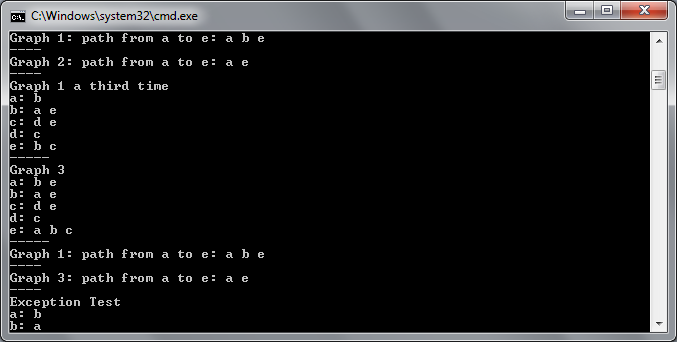 C:\Windows\system32\cmd.exe
Graph 1: path from a to e: a b e
----
Graph 2: path from a to e: a e
----
Graph 1 a third time
a: b
b: a e
c: d e
d: c
e: b c
-----
Graph 3
a: b e
b: a e
c: d e
d: c
e: a b c
-----
Graph 1: path from a to e: a b e
----
Graph 3: path from a to e: a e
----
Exception Test
a: b
b: a